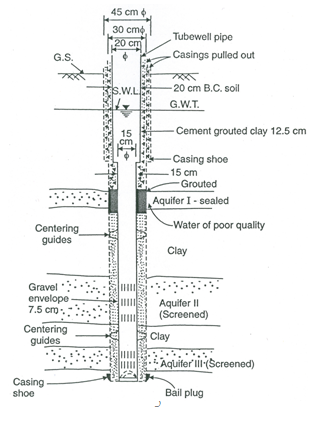 45 cm ϕ
30 cmϕ
20 cm
ϕ
Tubewell pipe
Casings pulled out
G.S.
20 cm B.C. soil
S.W.L.
G.W.T.
Cement grouted clay 12.5 cm
15
cm
ϕ
Casing shoe
15 cm
Grouted
Aquifer I - sealed
Water of poor quality
Centering
guides
Clay
Gravel
envelope
7.5 cm
Aquifer II
(Screened)
Centering
guides
Clay
Aquifer III (Screened)
Casing
shoe
Bail plug